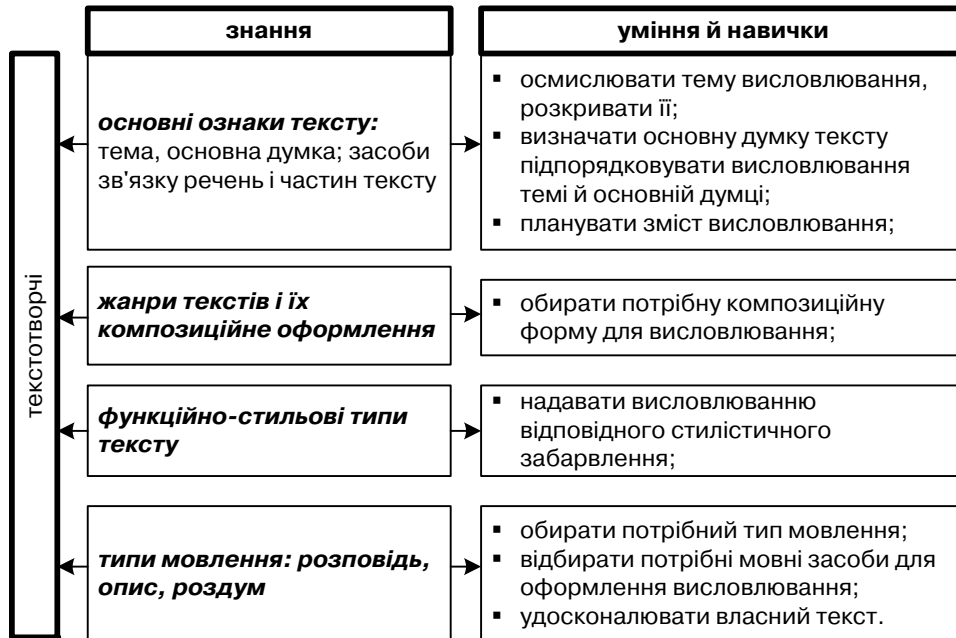 знання
уміння й навички
текстотворчі
основні ознаки тексту:
тема, основна думка; засоби
зв'язку речень і частин тексту
▪ осмислювати тему висловлювання,
розкривати її;
▪ визначати основну думку тексту
підпорядковувати висловлювання
темі й основній думці;
▪ планувати зміст висловлювання;
жанри текстів і їх
композиційне оформлення
▪ обирати потрібну композиційну
форму для висловлювання;
функційно-стильові типи
тексту
▪ надавати висловлюванню
відповідного стилістичного
забарвлення;
типи мовлення: розповідь,
опис, роздум
▪ обирати потрібний тип мовлення;
▪ відбирати потрібні мовні засоби для
оформлення висловлювання;
▪ удосконалювати власний текст.